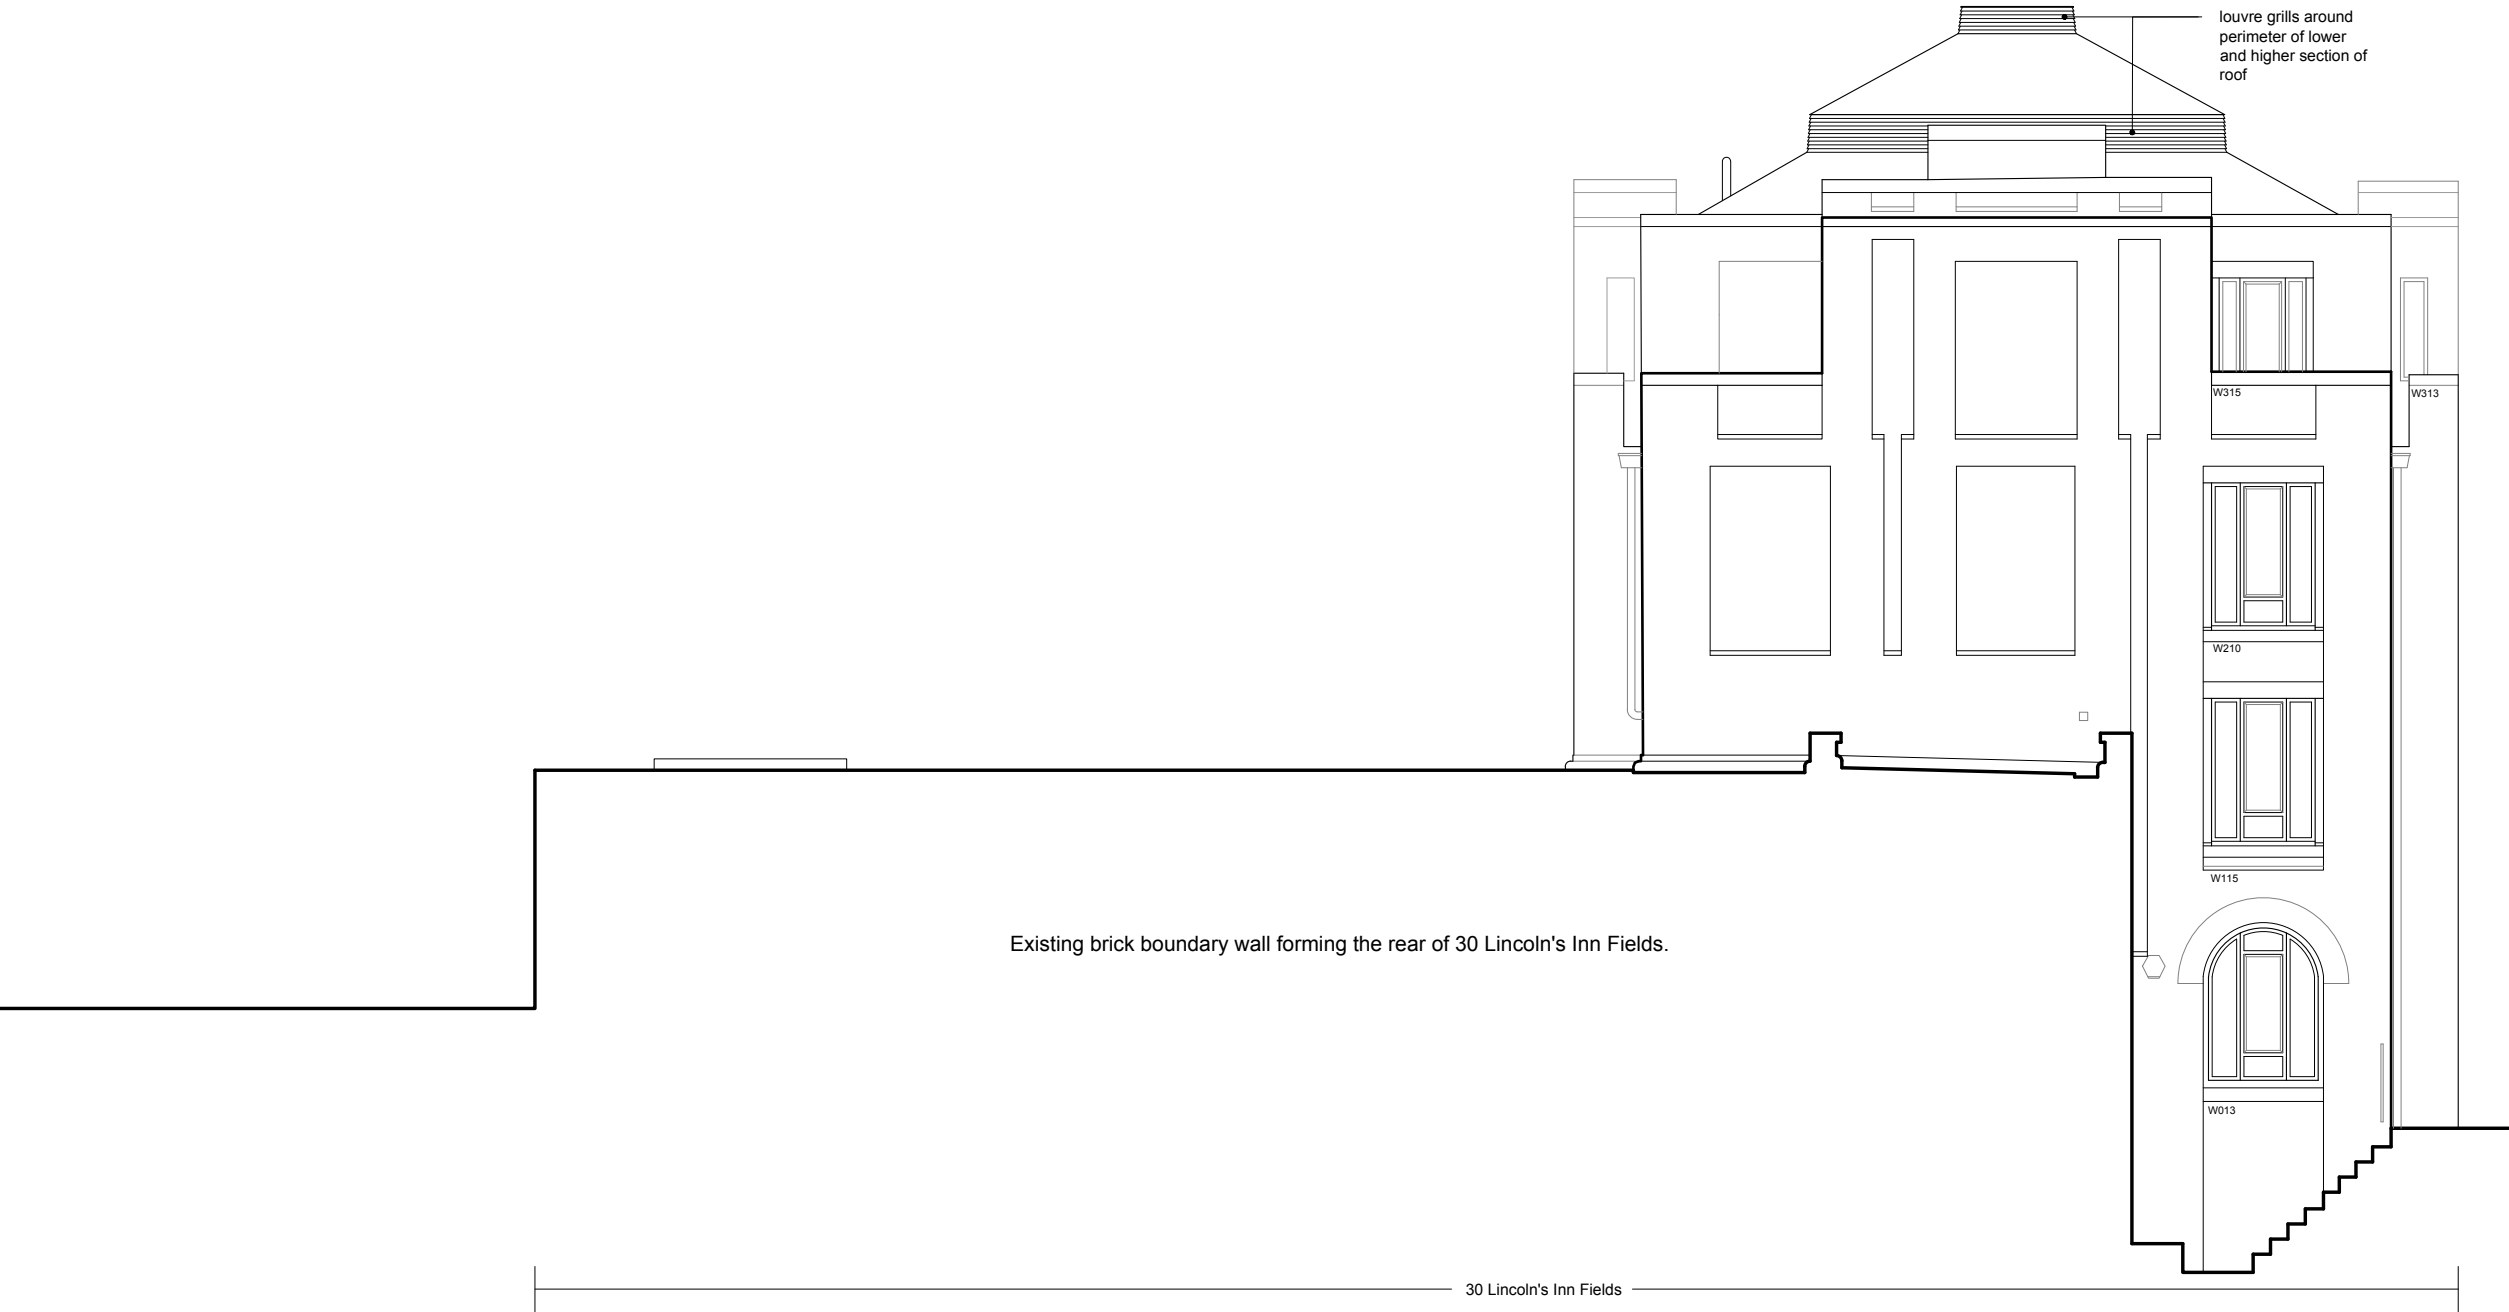 louvre grills around
perimeter of lower
and higher section of
roof
W315
W313
W210
W115
Existing brick boundary wall forming the rear of 30 Lincoln's Inn Fields.
W013
30 Lincoln's Inn Fields